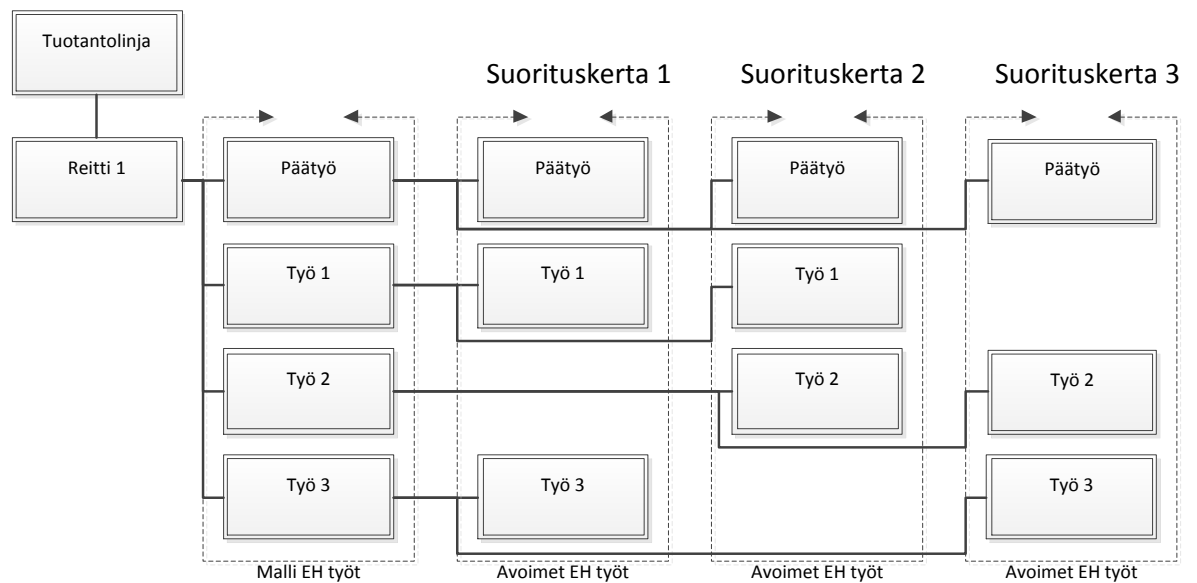 Tuotantolinja
Suorituskerta 1
Suorituskerta 2
Suorituskerta 3
Reitti 1
Päätyö
Päätyö
Päätyö
Päätyö
Työ 1
Työ 1
Työ 1
Työ 2
Työ 2
Työ 2
Työ 3
Työ 3
Työ 3
Malli EH työt
Avoimet EH työt
Avoimet EH työt
Avoimet EH työt